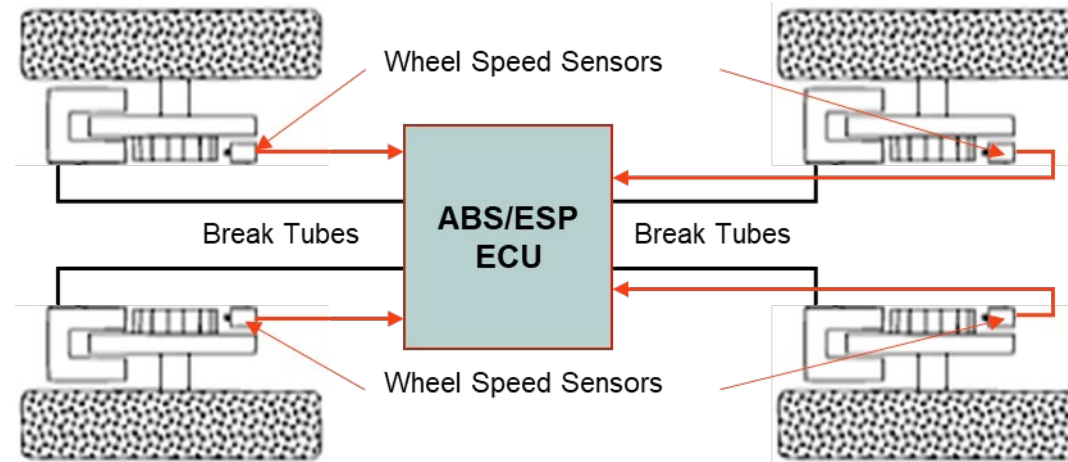 Wheel Speed Sensors
ABS/ESP
ECU
Break Tubes
Break Tubes
Wheel Speed Sensors